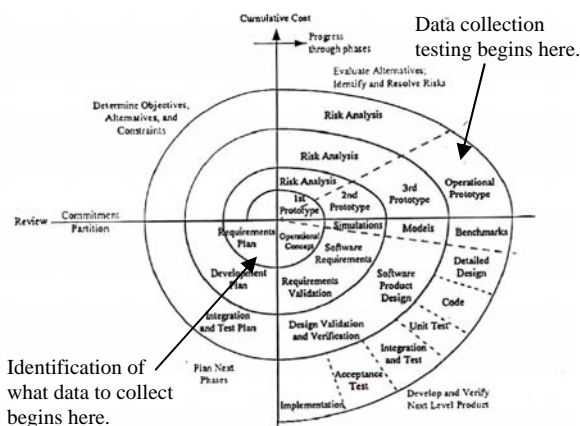 Cumulative Cost
Progress
through phases
Data collection
testing begins here.
Evaluate Alternatives;
Identify and Resolve Risks
Determine Objectives,
Alternatives, and
Constraints
Risk Analysis
Risk Analysis
Risk Analysis
1st
Prototype
2nd
Prototype
3rd
Prototype
Operational
Prototype
Review
Commitment
Partition
Requirements
Plan
Operational
Concept
Simulations
Models
Benchmarks
Software
Requirements
Detailed
Design
Development
Plan
Requirements
Validation
Software
Product
Design
Code
Integration
and Test Plan
Design Validation
and Verification
Unit Test
Integration
and Test
Identification of
what data to collect
begins here.
Plan Next
Phases
Acceptance
Test
Implementation
Develop and Verify
Next Level Product